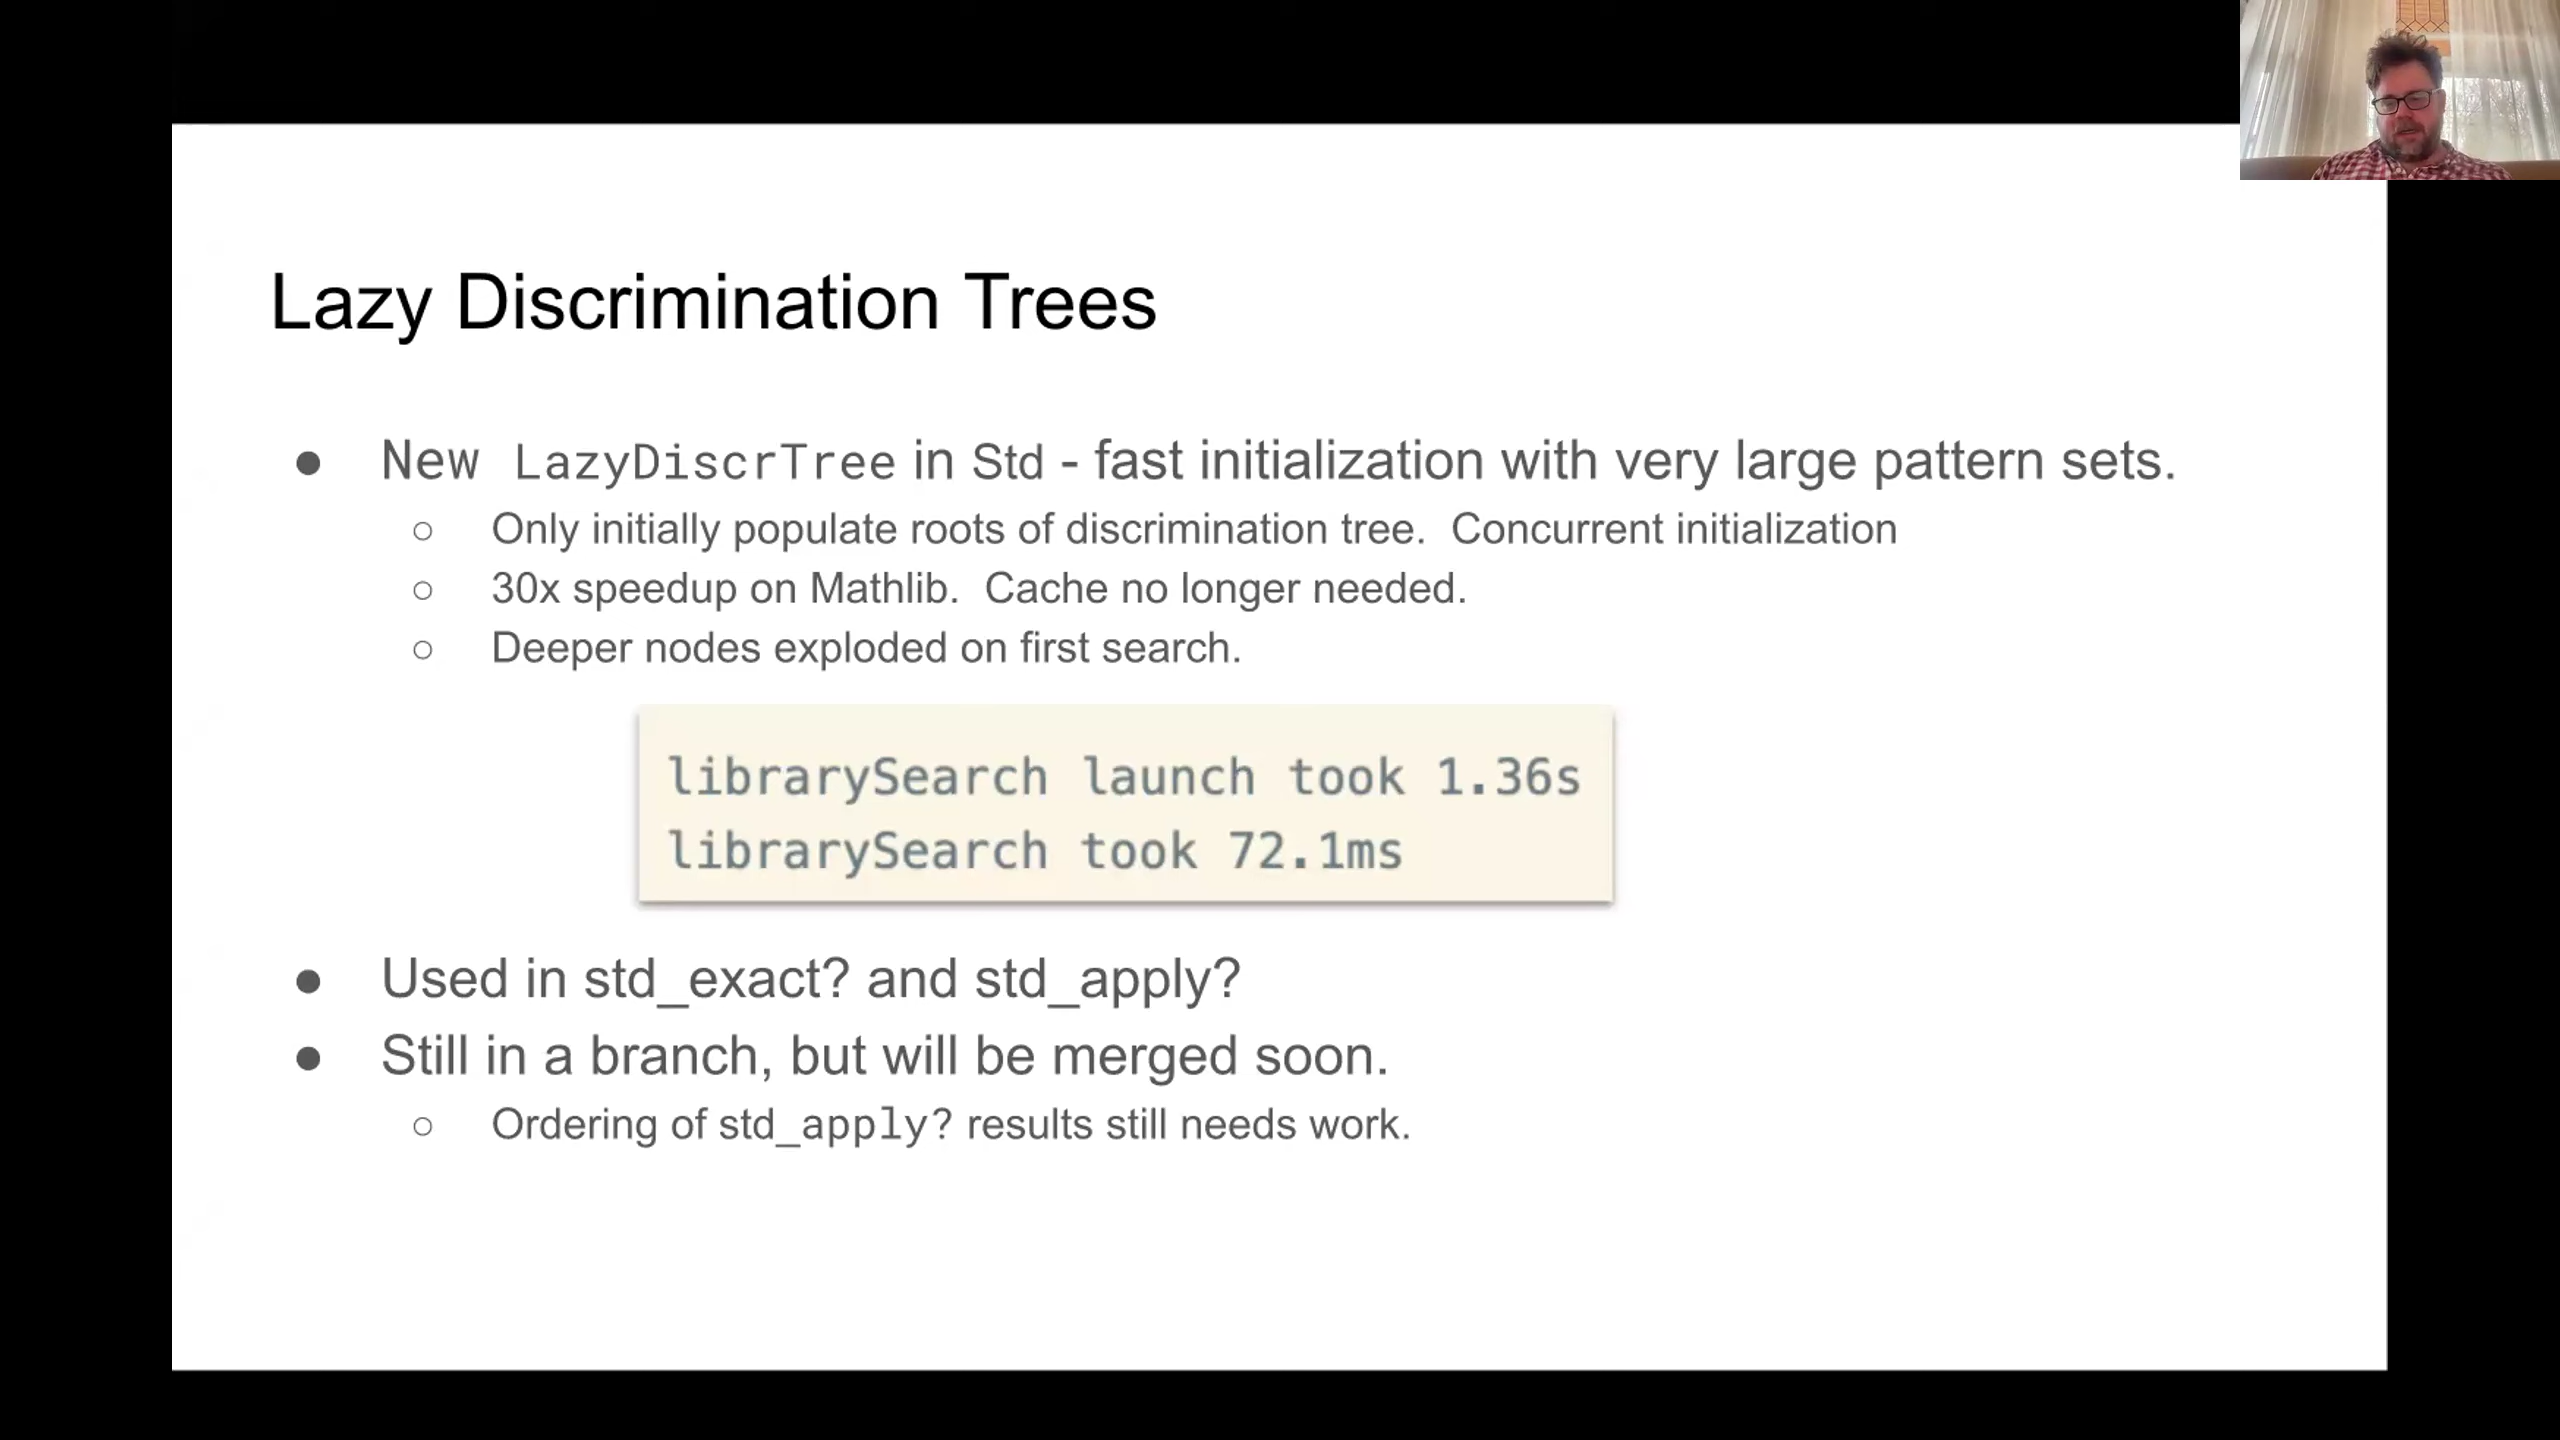 Lazy Discrimination Trees
● New LazyDiscrTree in Std - fast initialization with very large pattern sets.
○ Only initially populate roots of discrimination tree.  Concurrent initialization
○ 30x speedup on Mathlib.  Cache no longer needed.
○ Deeper nodes exploded on first search.
librarySearch launch took 1.36s
librarySearch took 72.1ms
● Used in std_exact? and std_apply?
● Still in a branch, but will be merged soon.
○ Ordering of std_apply? results still needs work.